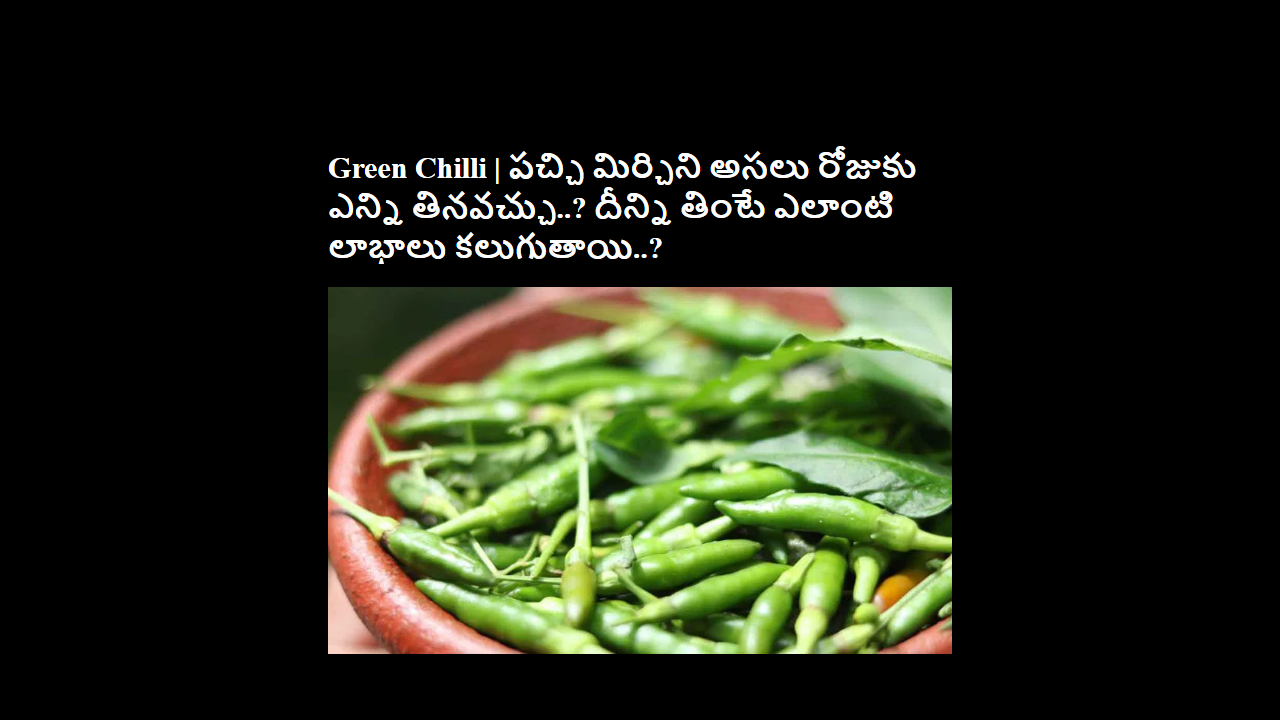 Green Chilli | పచ్చి మిర్చిని అసలు రోజుకు
ఎన్ని తినవచ్చు..? దీన్ని తింటే ఎలాంటి
లాభాలు కలుగుతాయి..?